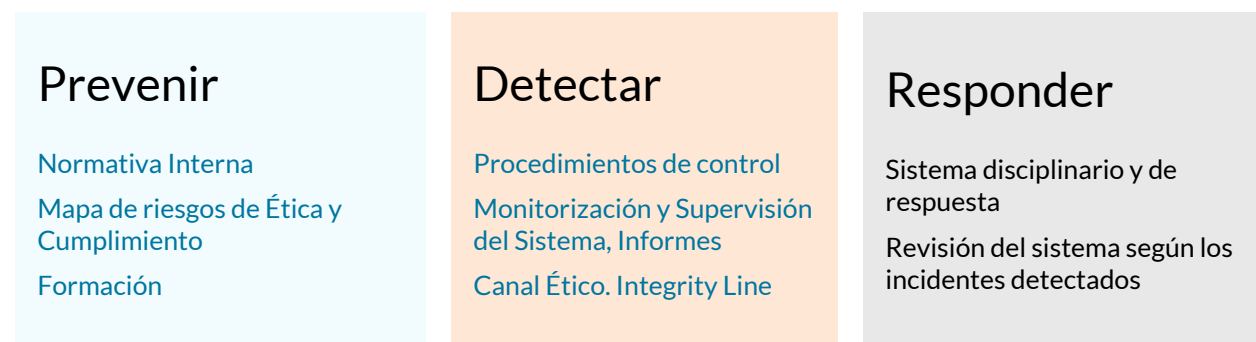 Prevenir
Normativa Interna
Mapa de riesgos de Ética y
Cumplimiento
Formación
Detectar
Procedimientos de control
Monitorización y Supervisión
del Sistema, Informes
Canal Ético. Integrity Line
Responder
Sistema disciplinario y de
respuesta
Revisión del sistema según los
incidentes detectados